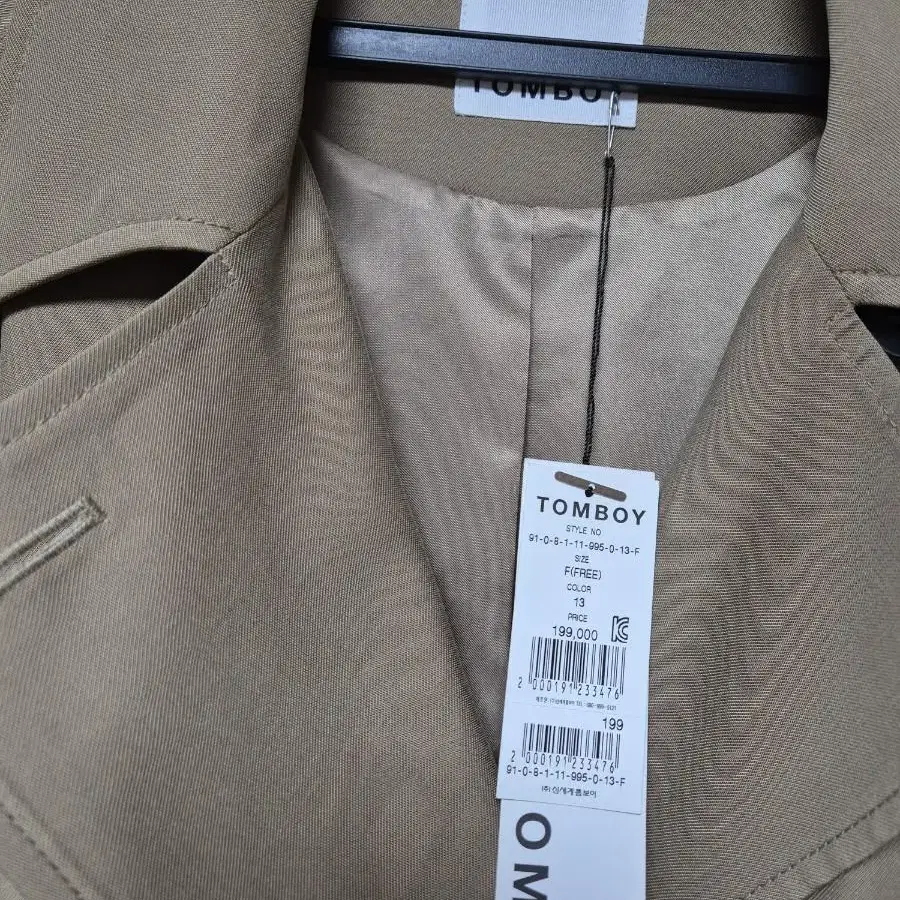 TOMBOY
TOMBOY
STYLE NO
91-0-8-1-11-995-0-13-F
SIZE
F(FREE)
COLOR
13
PRICE
199,000
2 000191 233476
199
2 000191 233476
91-0-8-1-11-995-0-13-F
(주)신세계톰보이
OM